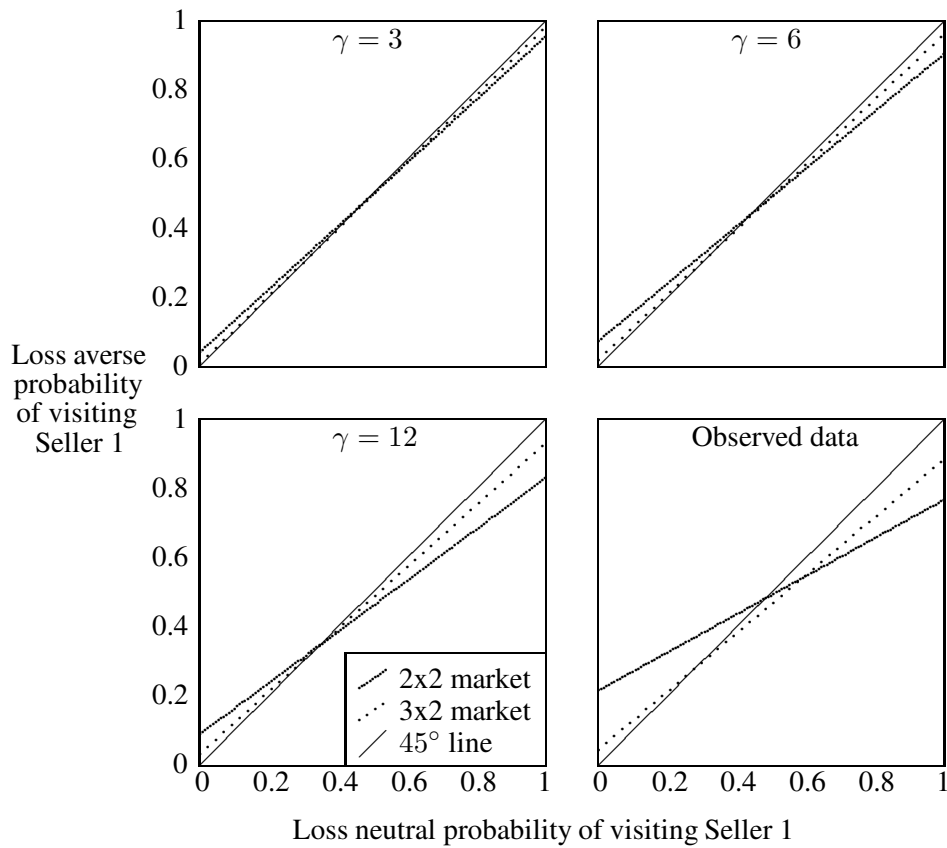 1
0.8
0.6
0.4
0.2
0
γ = 3
γ = 6
Loss averse
probability
of visiting
Seller 1
1
0.8
0.6
0.4
0.2
0
γ = 12
2x2 market
3x2 market
45° line
Observed data
0 0.2 0.4 0.6 0.8 1
0 0.2 0.4 0.6 0.8 1
Loss neutral probability of visiting Seller 1